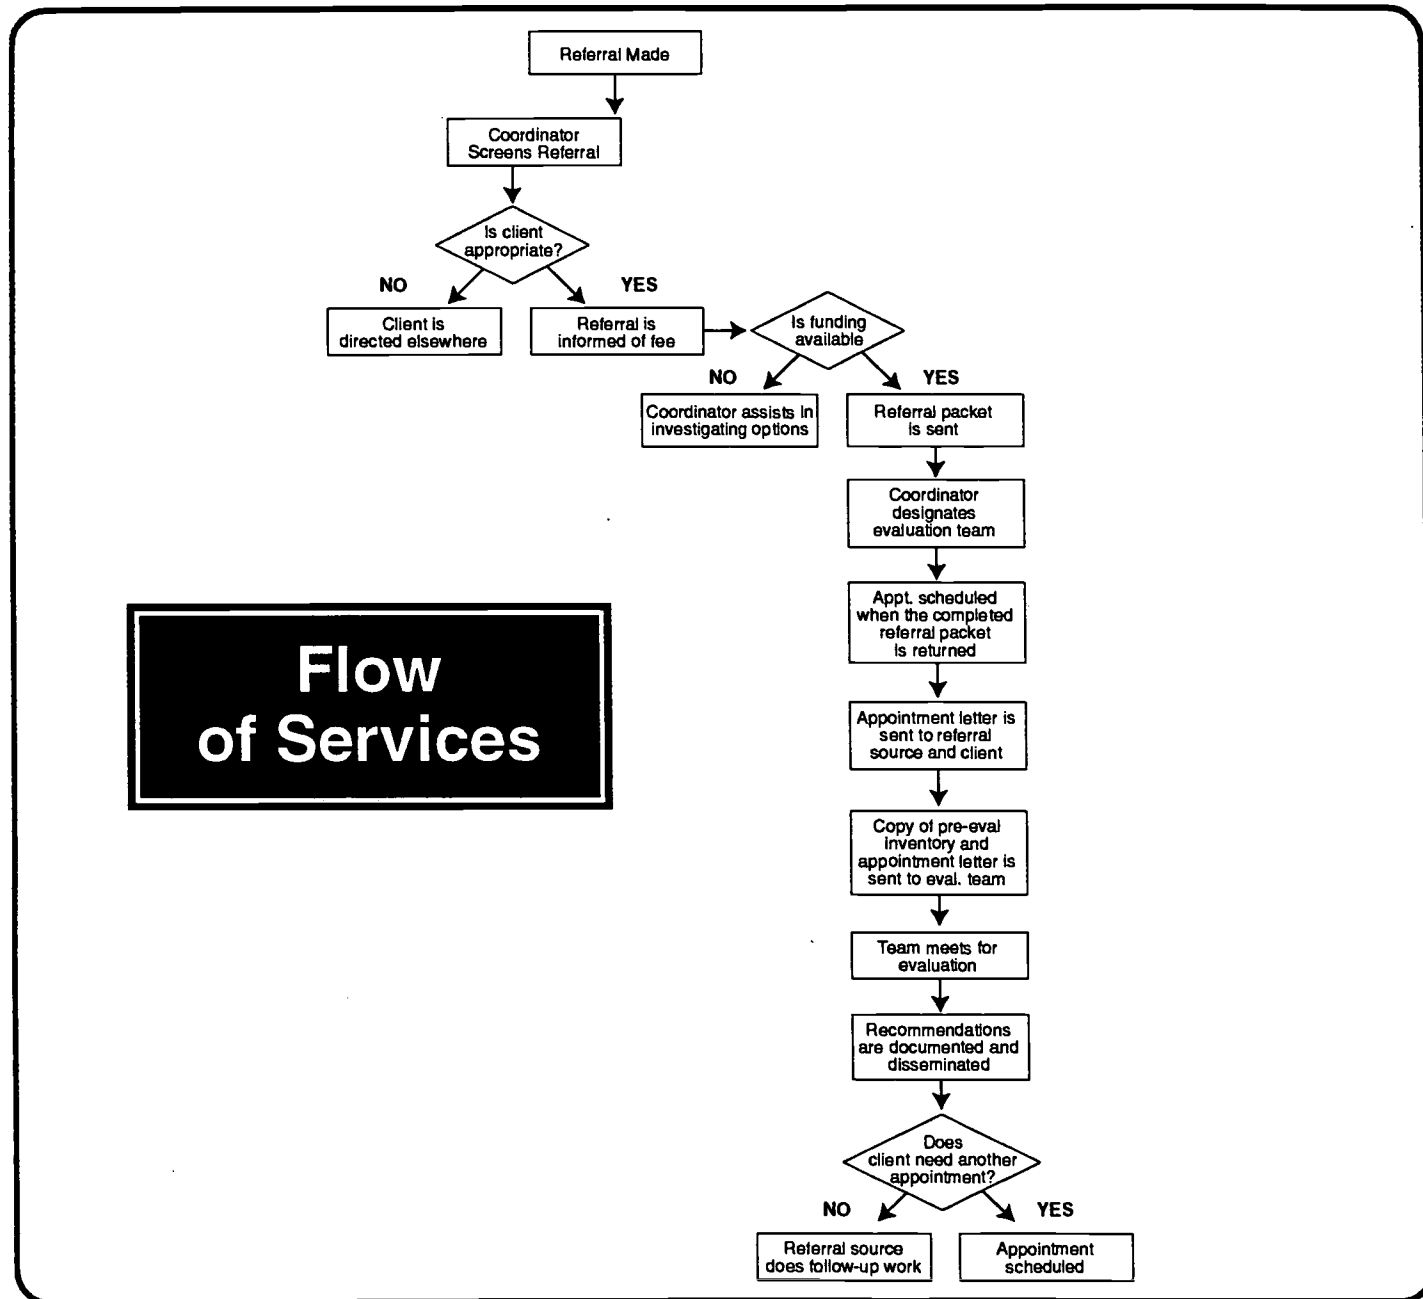 Referral Made
Coordinator
Screens Referral
Is client
appropriate?
NO
YES
Client is
directed elsewhere
Referral is
informed of fee
Is funding
available
NO
YES
Coordinator assists in
investigating options
Referral packet
is sent
Coordinator
designates
evaluation team
Appt. scheduled
when the completed
referral packet
is returned
Flow
of Services
Appointment letter is
sent to referral
source and client
Copy of pre-eval
inventory and
appointment letter is
sent to eval. team
Team meets for
evaluation
Recommendations
are documented and
disseminated
Does
client need another
appointment?
NO
YES
Referral source
does follow-up work
Appointment
scheduled